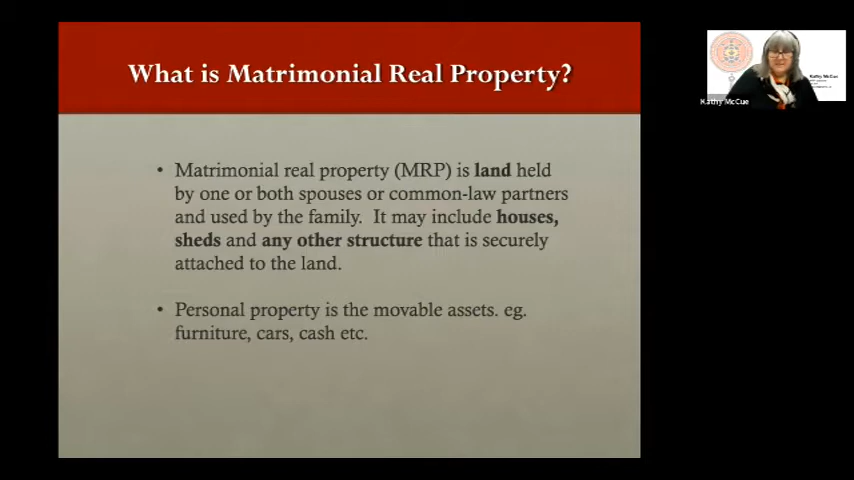 What is Matrimonial Real Property?
• Matrimonial real property (MRP) is land held
by one or both spouses or common-law partners
and used by the family. It may include houses,
sheds and any other structure that is securely
attached to the land.
• Personal property is the movable assets. eg.
furniture, cars, cash etc.
Kathy McCue
Kathy McCue